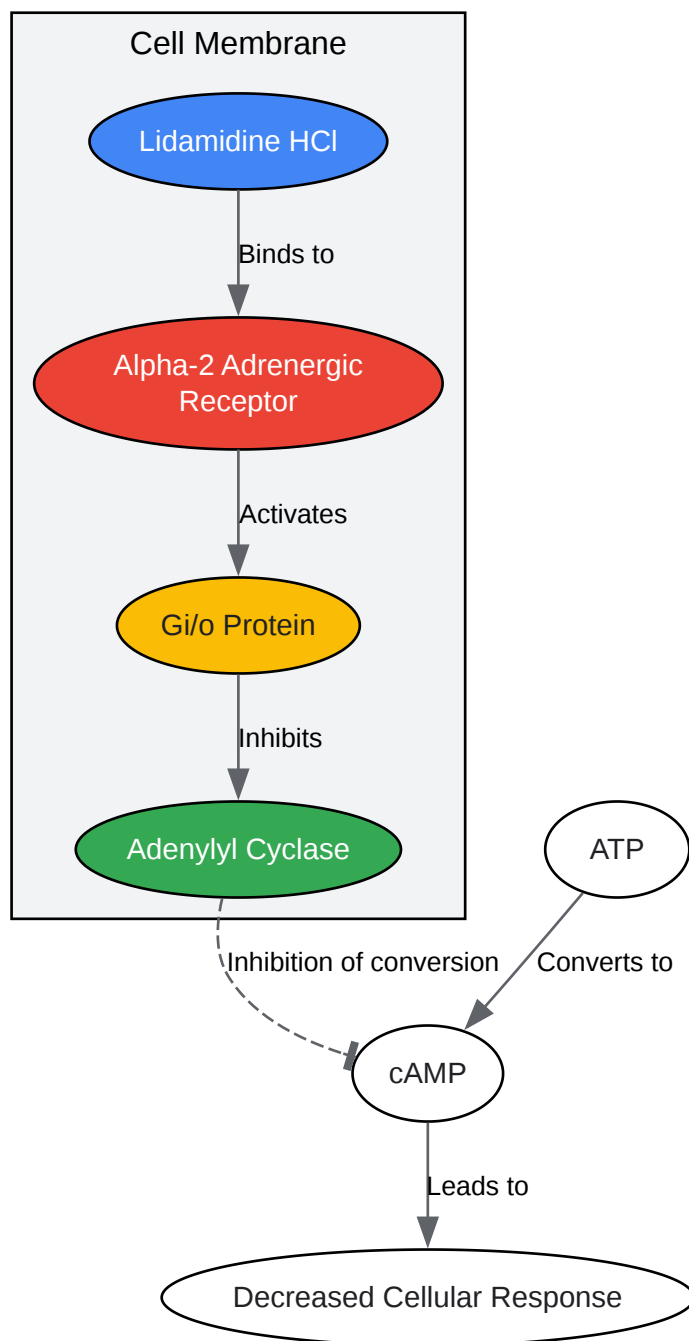 Cell Membrane
Lidamidine HCl
Binds to
Alpha-2 Adrenergic
Receptor
Activates
Gi/o Protein
Inhibits
Adenylyl Cyclase
ATP
Inhibition of conversion
Converts to
cAMP
Leads to
Decreased Cellular Response